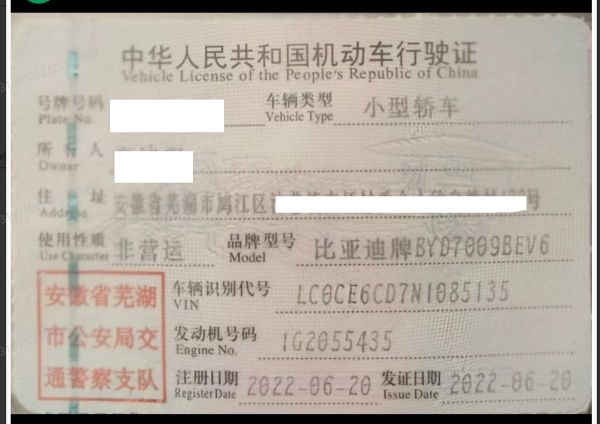 中华人民共和国机动车行驶证
Vehicle License of the People's Republic of China
号牌号码 车辆类型 小型轿车
Plate No. Vehicle Type
所有人
Owner
住址 安徽省芜湖市鸠江区 号
Address
使用性质 非营运 品牌型号 比亚迪牌BYD7009BEV6
Use Character Model
安徽省芜湖
市公安局交
通警察支队
车辆识别代号 LC0CE6CD7N1085135
VIN
发动机号码 1G2055435
Engine No.
注册日期 2022-06-20 发证日期 2022-06-20
Register Date Issue Date